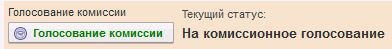 Голосование комиссии
Текущий статус:
Голосование комиссии
На комиссионное голосование